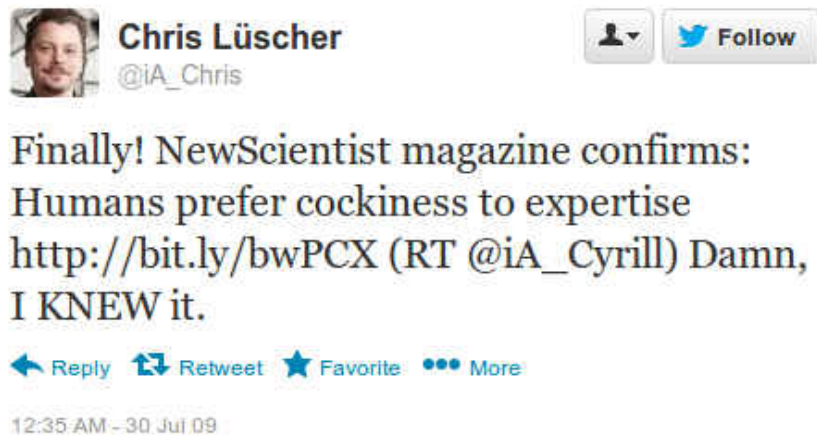 Chris Lüscher
Follow
@iA_Chris
Finally! NewScientist magazine confirms:
Humans prefer cockiness to expertise
http://bit.ly/bwPCX (RT @iA_Cyrill) Damn,
I KNEW it.
Reply Retweet Favorite More
12:35 AM - 30 Jul 09